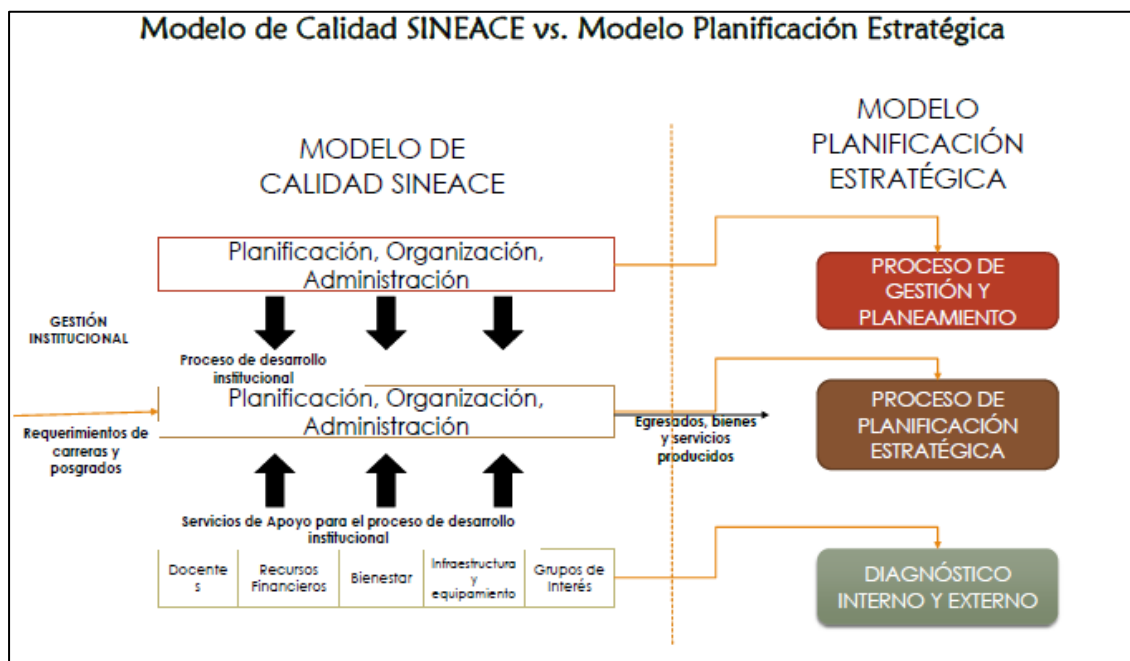 Modelo de Calidad SINEACE vs. Modelo Planificación Estratégica
MODELO DE
CALIDAD SINEACE
MODELO
PLANIFICACIÓN
ESTRATÉGICA
Planificación, Organización,
Administración
PROCESO DE
GESTIÓN Y
PLANEAMIENTO
GESTIÓN
INSTITUCIONAL
Proceso de desarrollo
institucional
Planificación, Organización,
Administración
Requerimientos de
carreras y
posgrados
Egresados, bienes
y servicios
producidos
PROCESO DE
PLANIFICACIÓN
ESTRATÉGICA
Servicios de Apoyo para el proceso de desarrollo
institucional
Docente
s
Recursos
Financieros
Bienestar
Infraestructura
y
equipamiento
Grupos de
Interés
DIAGNÓSTICO
INTERNO Y EXTERNO